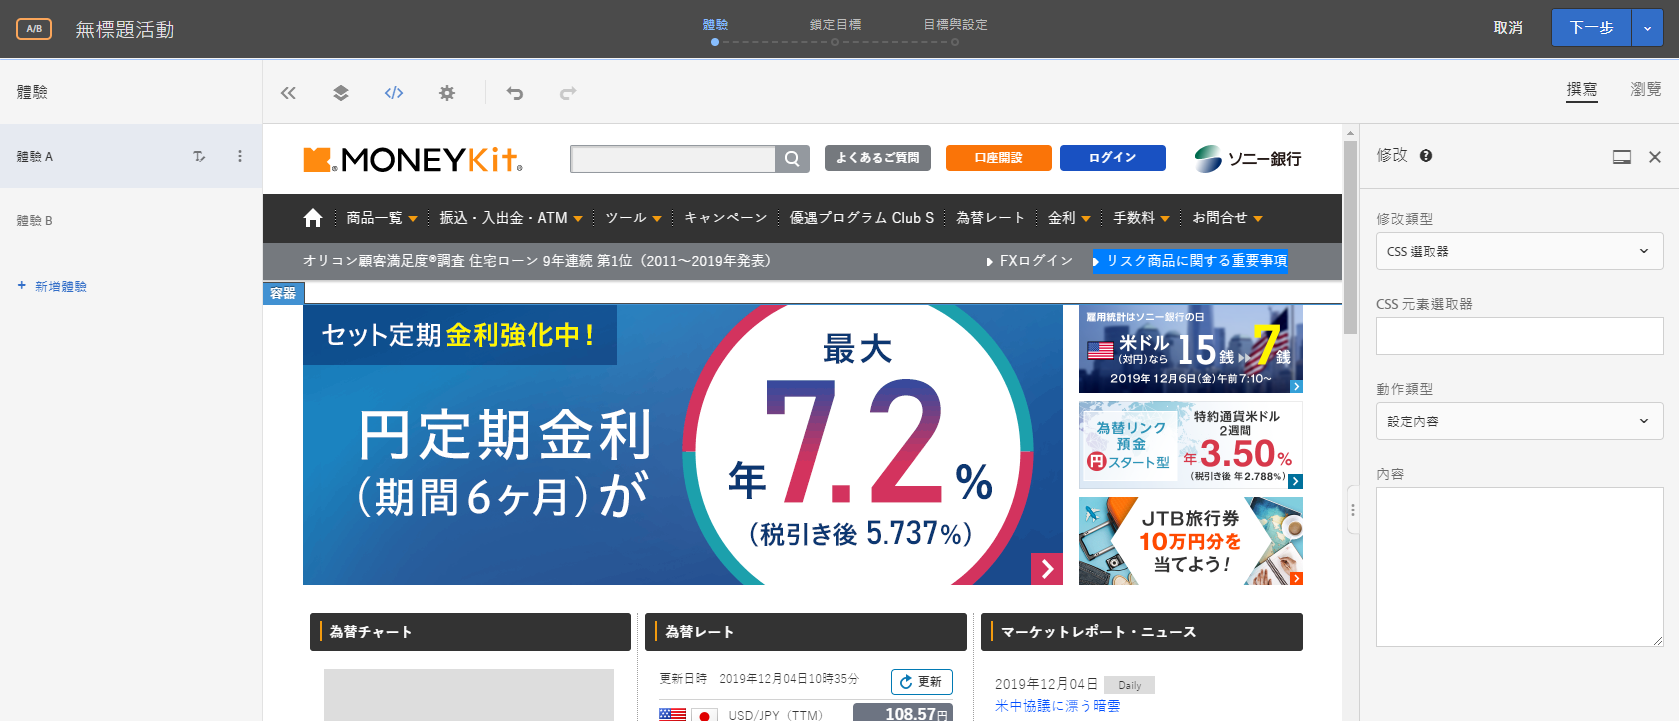 A/B
無標題活動
體驗
鎖定目標
目標與設定
取消
下一步
體驗
撰寫
瀏覽
體驗 A
體驗 B
+ 新增體驗
MONEYKit
よくあるご質問
口座開設
ログイン
ソニー銀行
商品一覧
振込・入出金・ATM
ツール
キャンペーン
優遇プログラム Club S
為替レート
金利
手数料
お問合せ
オリコン顧客満足度®調査 住宅ローン 9年連続 第1位（2011～2019年発表）
FXログイン
リスク商品に関する重要事項
容器
セット定期 金利強化中！
円定期金利
（期間6ヶ月）が
最大
年7.2%
（税引き後 5.737%）
雇用統計はソニー銀行の日
米ドル
（対円）なら
15銭
7銭
2019年12月6日（金）午前7:10～
為替リンク
預金
円スタート型
特約通貨米ドル
2週間
年3.50%
（税引き後 年2.788%）
JTB旅行券
10万円分を
当てよう！
為替チャート
為替レート
更新日時 2019年12月04日10時35分
更新
USD/JPY（TTM）
108.57円
マーケットレポート・ニュース
2019年12月04日 Daily
米中協議に漂う暗雲
修改
修改類型
CSS 選取器
CSS 元素選取器
動作類型
設定內容
內容